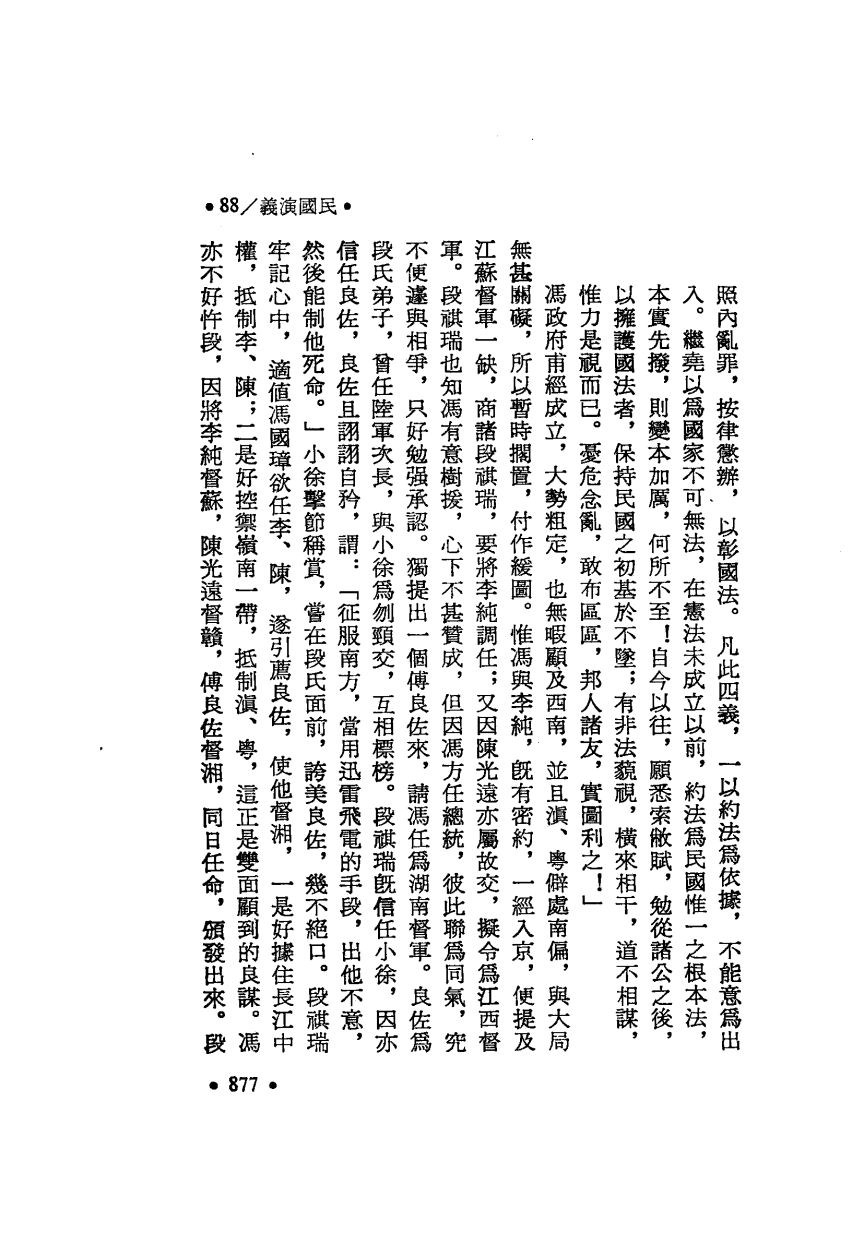 •民國演義/88•
照內亂罪，按律懲辦，以彰國法。凡此四義，一以約法爲依據，不能意爲出
入。繼堯以爲國家不可無法，在憲法未成立以前，約法爲民國惟一之根本法，
本實先撥，則變本加厲，何所不至！自今以往，願悉索敝賦，勉從諸公之後，
以擁護國法者，保持民國之初基於不墜；有非法藐視，橫來相干，道不相謀，
惟力是視而已。憂危念亂，敢布區區，邦人諸友，實圖利之！」
馮政府甫經成立，大勢粗定，也無暇顧及西南，並且滇、粵僻處南偏，與大局
無甚關礙，所以暫時擱置，付作緩圖。惟馮與李純，旣有密約，一經入京，便提及
江蘇督軍一缺，商諸段祺瑞，要將李純調任；又因陳光遠亦屬故交，擬令爲江西督
軍。段祺瑞也知馮有意樹援，心下不甚贊成，但因馮方任總統，彼此聯爲同氣，究
不便遽與相爭，只好勉强承認。獨提出一個傅良佐來，請馮任爲湖南督軍。良佐爲
段氏弟子，曾任陸軍次長，與小徐爲刎頸交，互相標榜。段祺瑞旣信任小徐，因亦
信任良佐，良佐且詡詡自矜，謂：「征服南方，當用迅雷飛電的手段，出他不意，
然後能制他死命。」小徐擊節稱賞，嘗在段氏面前，誇美良佐，幾不絕口。段祺瑞
牢記心中，適值馮國璋欲任李、陳，遂引薦良佐，使他督湘，一是好據住長江中
權，抵制李、陳；二是好控禦嶺南一帶，抵制滇、粵，這正是雙面顧到的良謀。馮
亦不好忤段，因將李純督蘇，陳光遠督贛，傅良佐督湘，同日任命，頒發出來。段
•877•